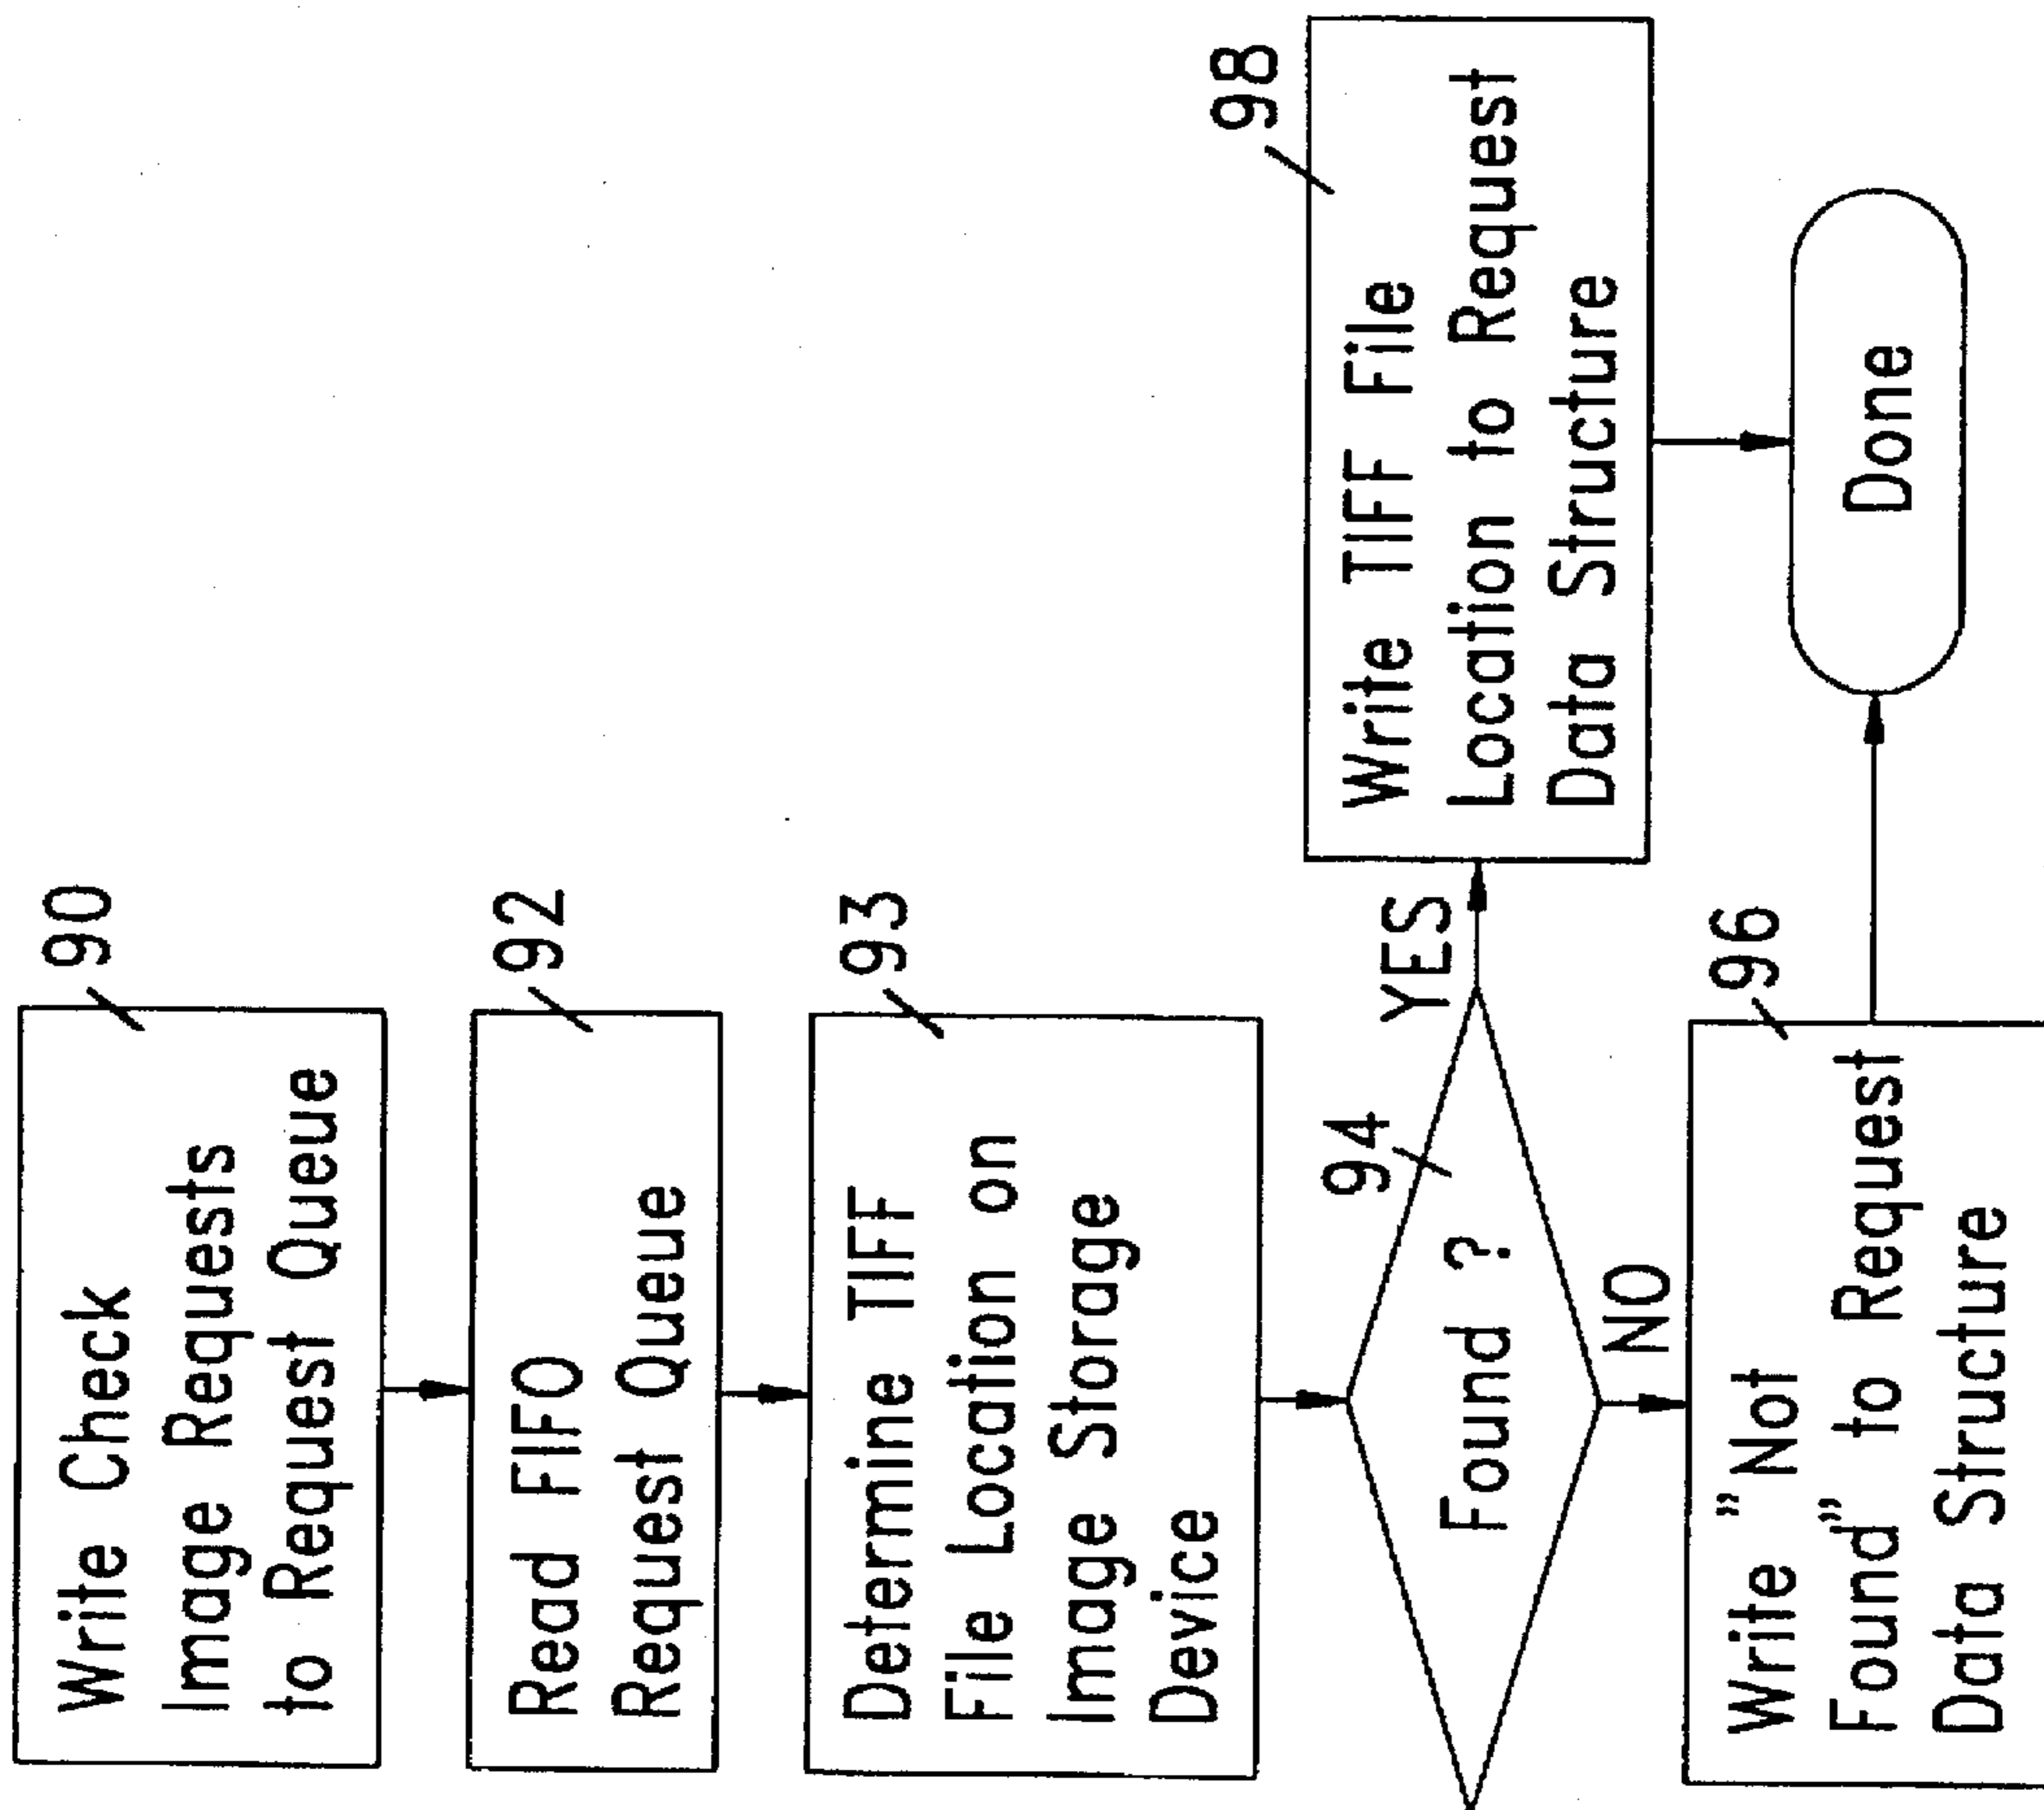 90
Write Check
Image Requests
to Request Queue
92
Read FIFO
Request Queue
93
Determine TIFF
File Location on
Image Storage
Device
94
Found ?
YES
NO
98
Write TIFF File
Location to Request
Data Structure
96
Write "Not
Found" to Request
Data Structure
Done